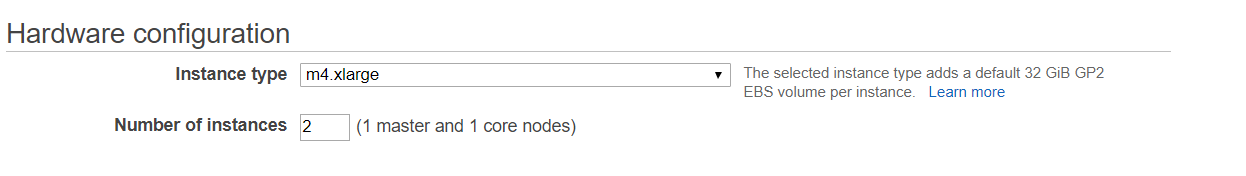 Hardware configuration
Instance type m4.xlarge The selected instance type adds a default 32 GiB GP2
EBS volume per instance. Learn more
Number of instances 2 (1 master and 1 core nodes)